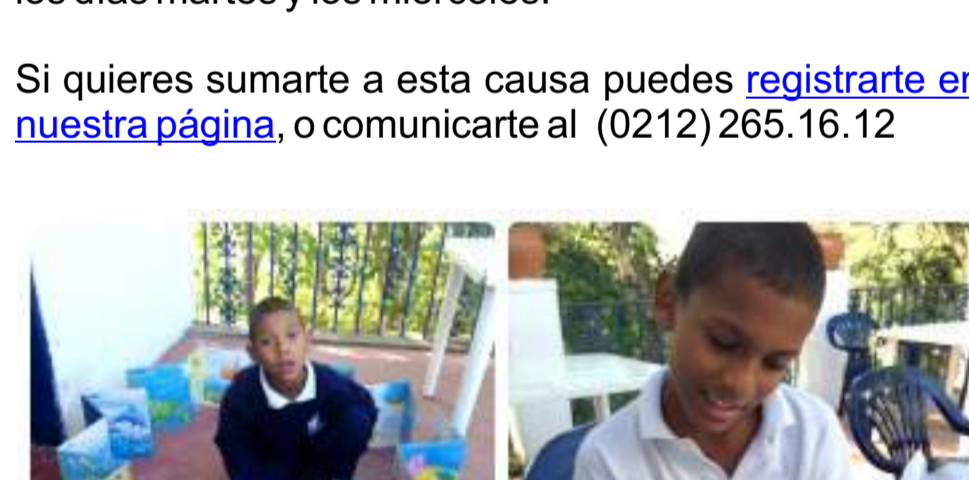 Si quieres sumarte a esta causa puedes registrarte en
nuestra página, o comunicarte al (0212) 265.16.12